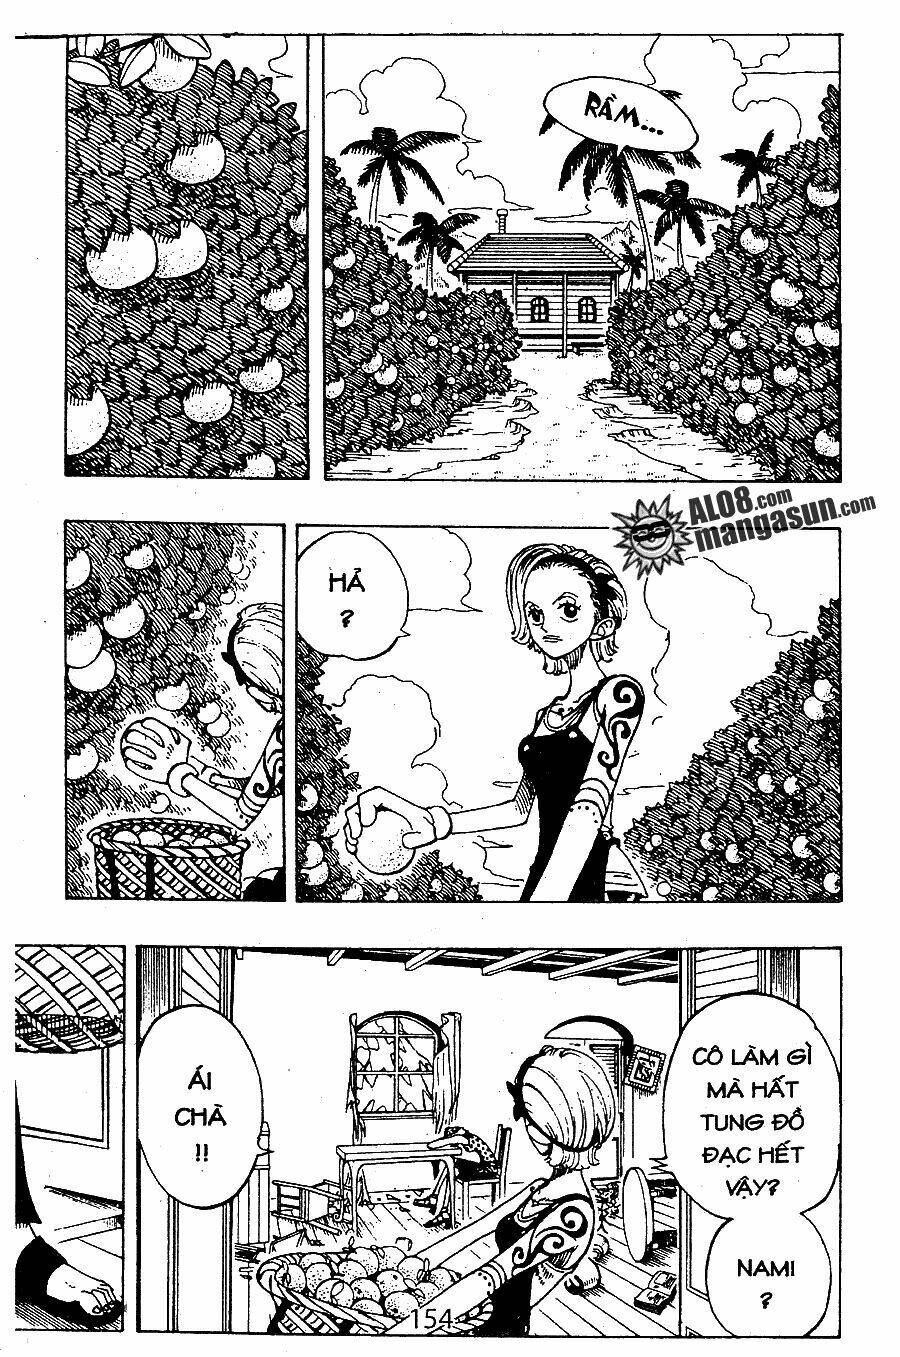 RẦM...
AL08.com
mangasun.com
HẢ
?
CÔ LÀM GÌ
MÀ HẤT
TUNG ĐỒ
ĐẠC HẾT
VẬY?
NAMI
?
ÁI
CHÀ
!!
154